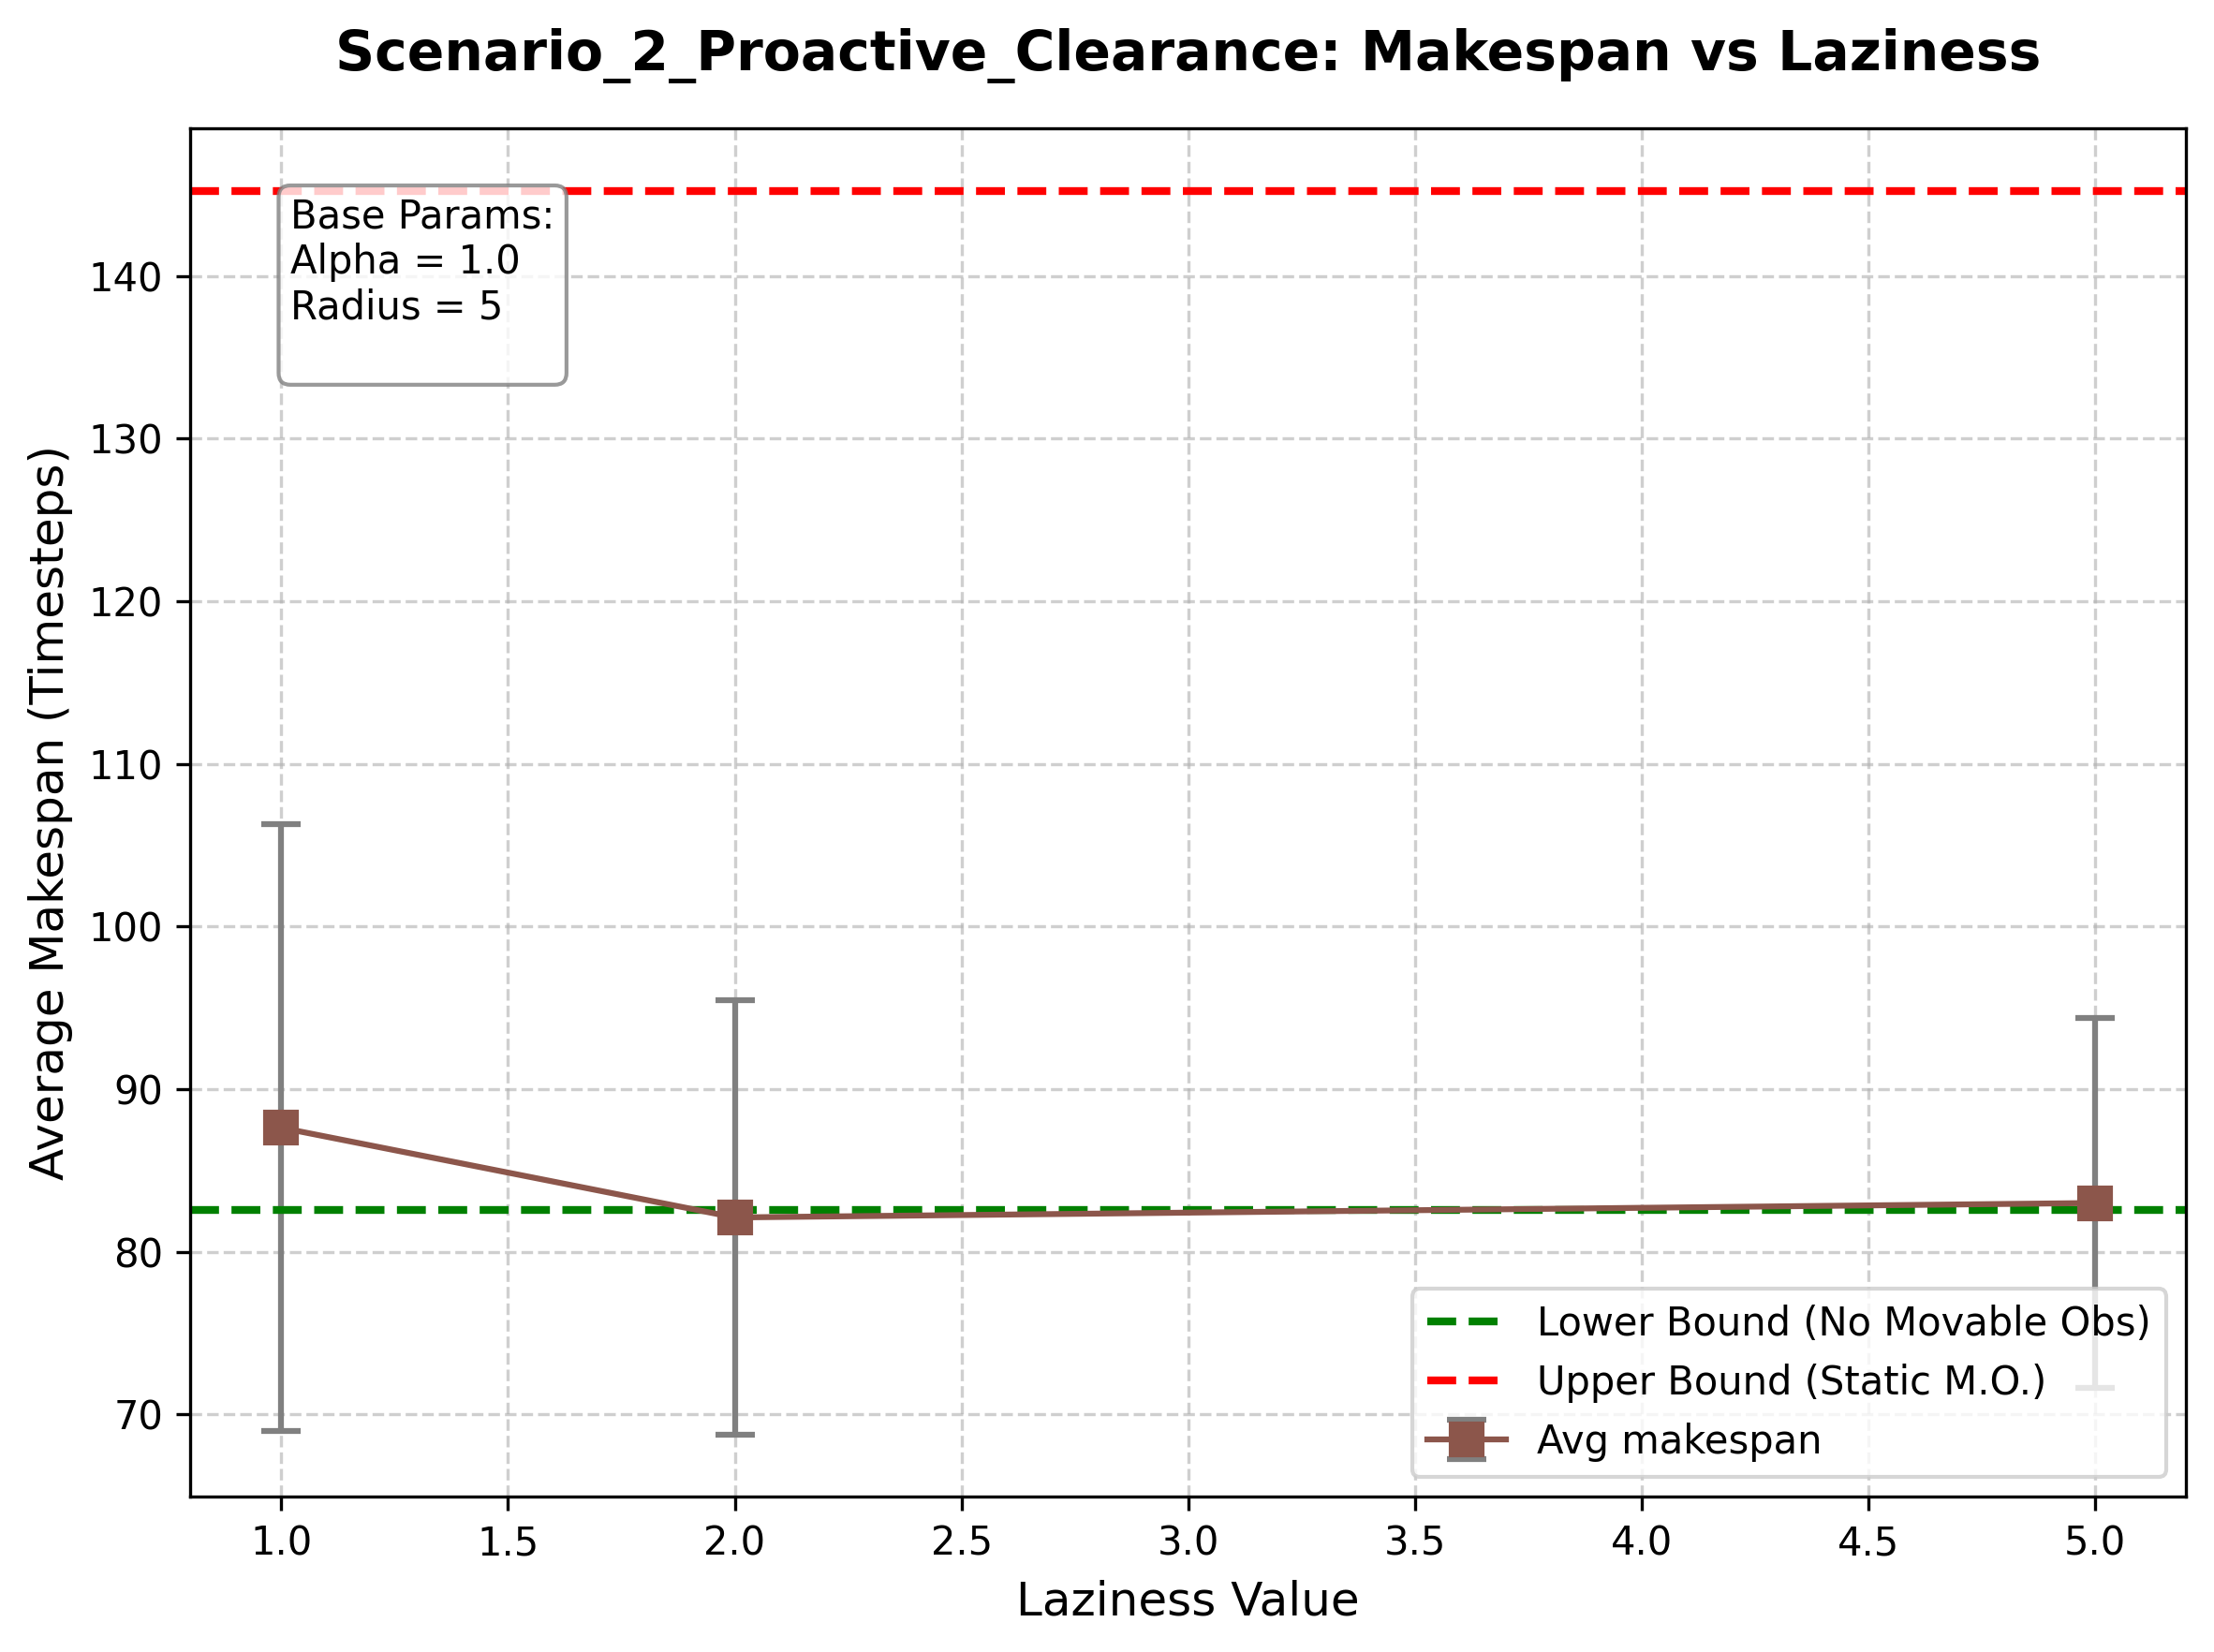 Scenario_2_Proactive_Clearance: Makespan vs Laziness
Base Params:
Alpha = 1.0
Radius = 5
Average Makespan (Timesteps)
140
130
120
110
100
90
80
70
Lower Bound (No Movable Obs)
Upper Bound (Static M.O.)
Avg makespan
1.0 1.5 2.0 2.5 3.0 3.5 4.0 4.5 5.0
Laziness Value